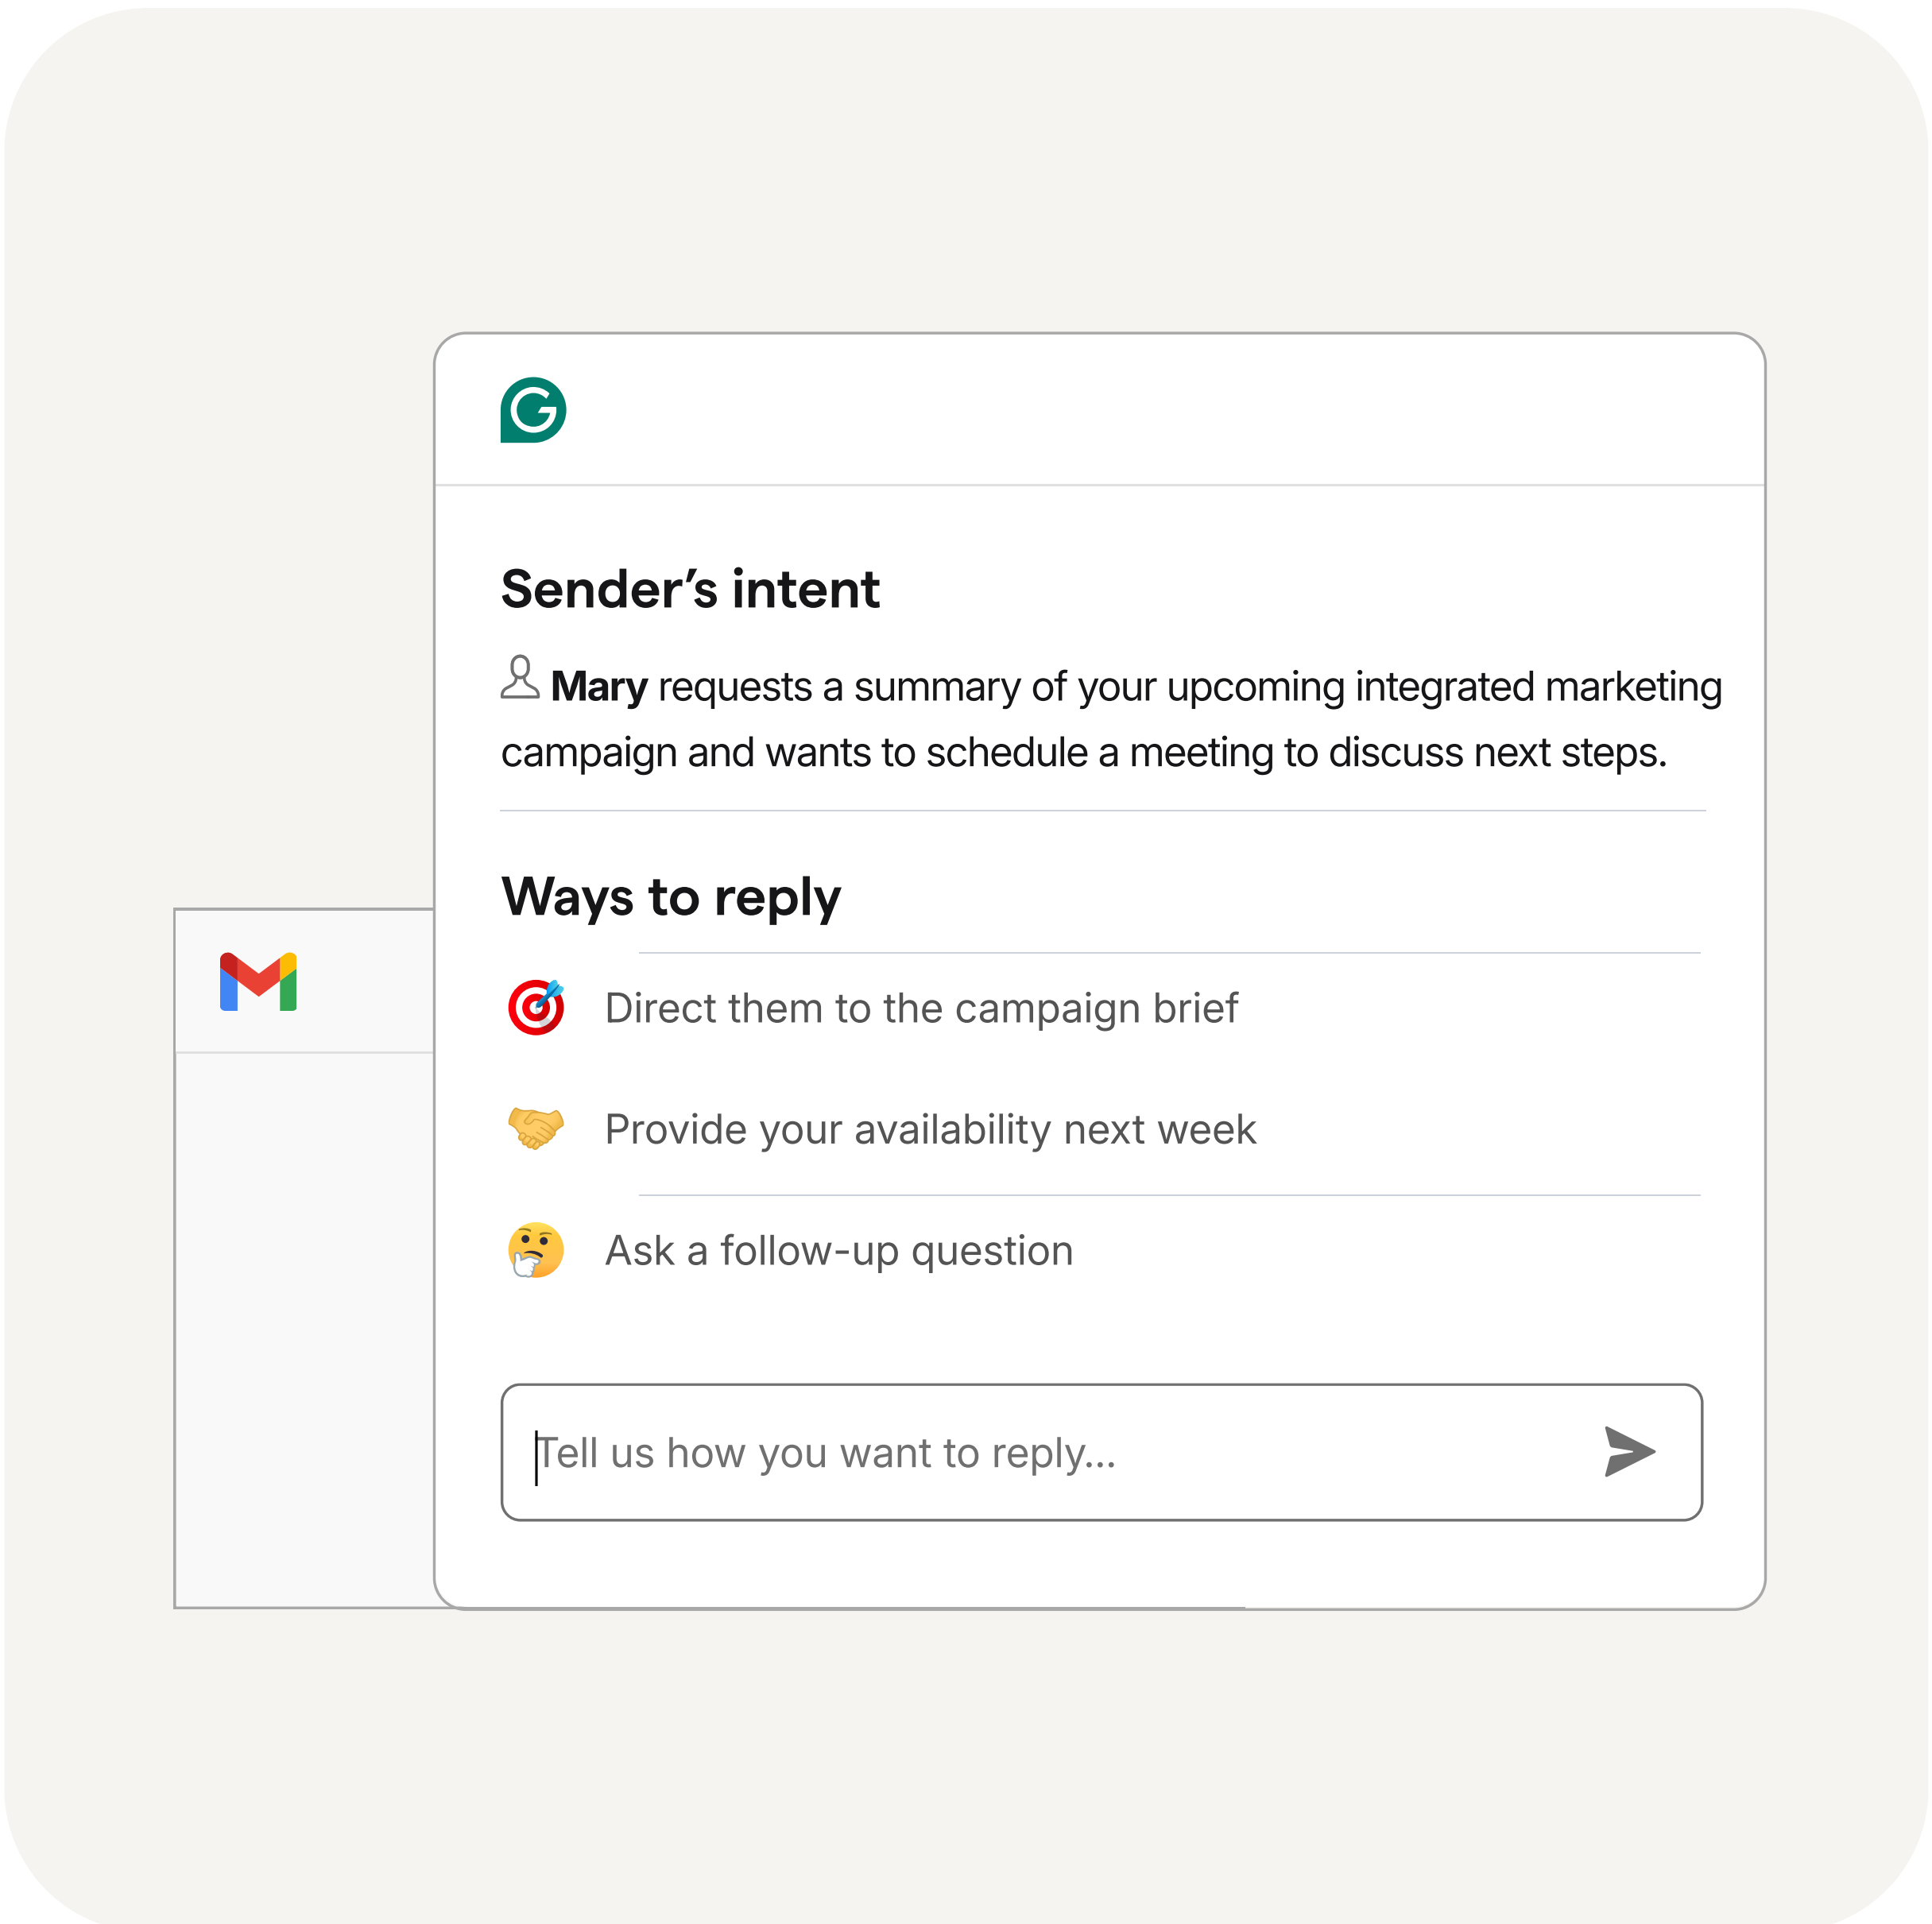 Sender’s intent
Mary requests a summary of your upcoming integrated marketing
campaign and wants to schedule a meeting to discuss next steps.
Ways to reply
Direct them to the campaign brief
Provide your availability next week
Ask a follow-up question
Tell us how you want to reply...